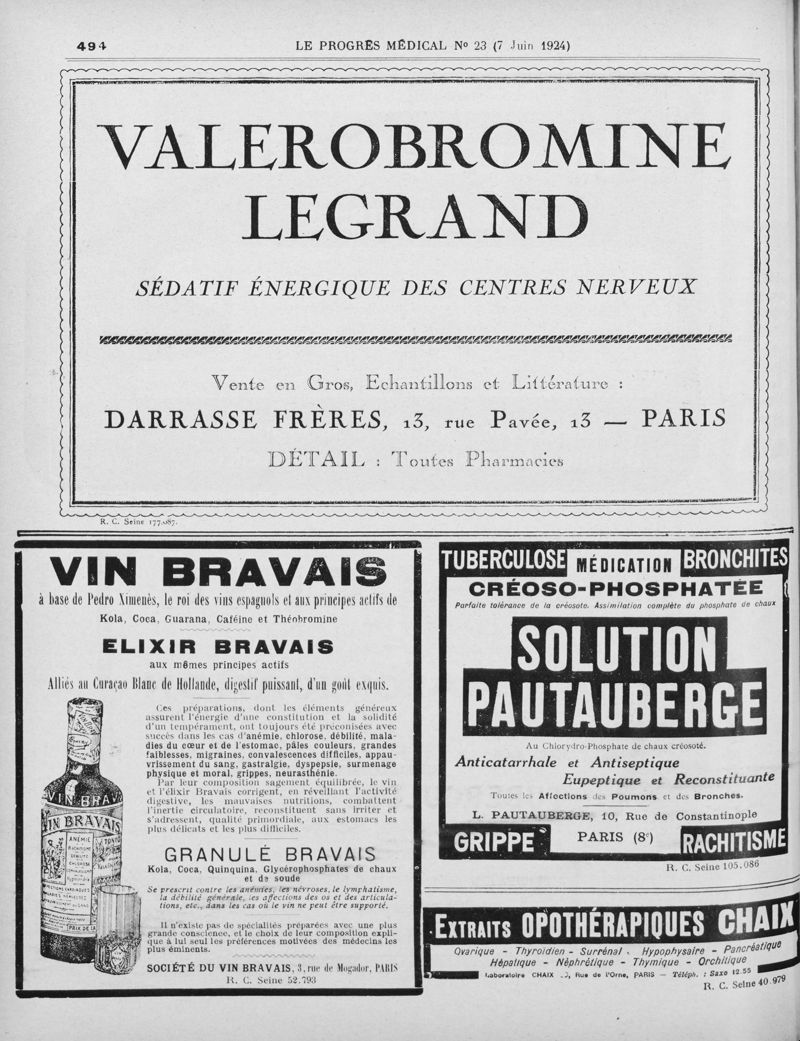 494
LE PROGRÈS MÉDICAL Nº 23 (7 Juin 1924)
VALEROBROMINE
LEGRAND
SÉDATIF ÉNERGIQUE DES CENTRES NERVEUX
Vente en Gros, Echantillons et Littérature :
DARRASSE FRÈRES, 13, rue Pavée, 13 — PARIS
DÉTAIL : Toutes Pharmacies
R. C. Seine 177.087.
VIN BRAVAIS
à base de Pedro Ximenès, le roi des vins espagnols et aux principes actifs de
Kola, Coca, Guarana, Caféine et Théobromine
ELIXIR BRAVAIS
aux mêmes principes actifs
Alliés au Curaçao Blanc de Hollande, digestif puissant, d'un goût exquis.
Ces préparations, dont les éléments généreux
assurent l'énergie d'une constitution et la solidité
d'un tempérament, ont toujours été préconisées avec
succès dans les cas d'anémie, chlorose, débilité, mala-
dies du cœur et de l'estomac, pâles couleurs, grandes
faiblesses, migraines, convalescences difficiles, appau-
vrissement du sang, gastralgie, dyspepsie, surmenage
physique et moral, grippes, neurasthénie.
Par leur composition sagement équilibrée, le vin
et l'élixir Bravais corrigent, en réveillant l'activité
digestive, les mauvaises nutritions, combattent
l'inertie circulatoire, reconstituent sans irriter et
s'adressent, qualité primordiale, aux estomacs les
plus délicats et les plus difficiles.
GRANULÉ BRAVAIS
Kola, Coca, Quinquina, Glycérophosphates de chaux
et de soude
Se prescrit contre les anémies, les névroses, le lymphatisme,
la débilité générale, les affections des os et des articula-
tions, etc., dans les cas où le vin ne peut être supporté.
Il n'existe pas de spécialités préparées avec une plus
grande conscience, et le choix de leur composition expli-
que à lui seul les préférences motivées des médecins les
plus éminents.
SOCIÉTÉ DU VIN BRAVAIS, 3, rue de Mogador, PARIS
R. C. Seine 52.793
VIN BRAV
VIN BRAVAIS
ANÉMIE
TUBERCULOSE MÉDICATION BRONCHITES
CRÉOSO-PHOSPHATÉE
Parfaite tolérance de la créosote. Assimilation complète du phosphate de chaux
SOLUTION
PAUTAUBERGE
Au Chlorydro-Phosphate de chaux créosoté.
Anticatarrhale et Antiseptique
Eupeptique et Reconstituante
Toutes les Affections des Poumons et des Bronches.
L. PAUTAUBERGE, 10, Rue de Constantinople
GRIPPE PARIS (8e) RACHITISME
R. C. Seine 105.086
EXTRAITS OPOTHÉRAPIQUES CHAIX
Ovarique - Thyroïdien - Surrénal - Hypophysaire - Pancréatique
Hépatique - Néphrétique - Thymique - Orchitique
Laboratoire CHAIX Rue de l'Orne, PARIS - Téléph. : Saxe 12.55
R. C. Seine 40.979